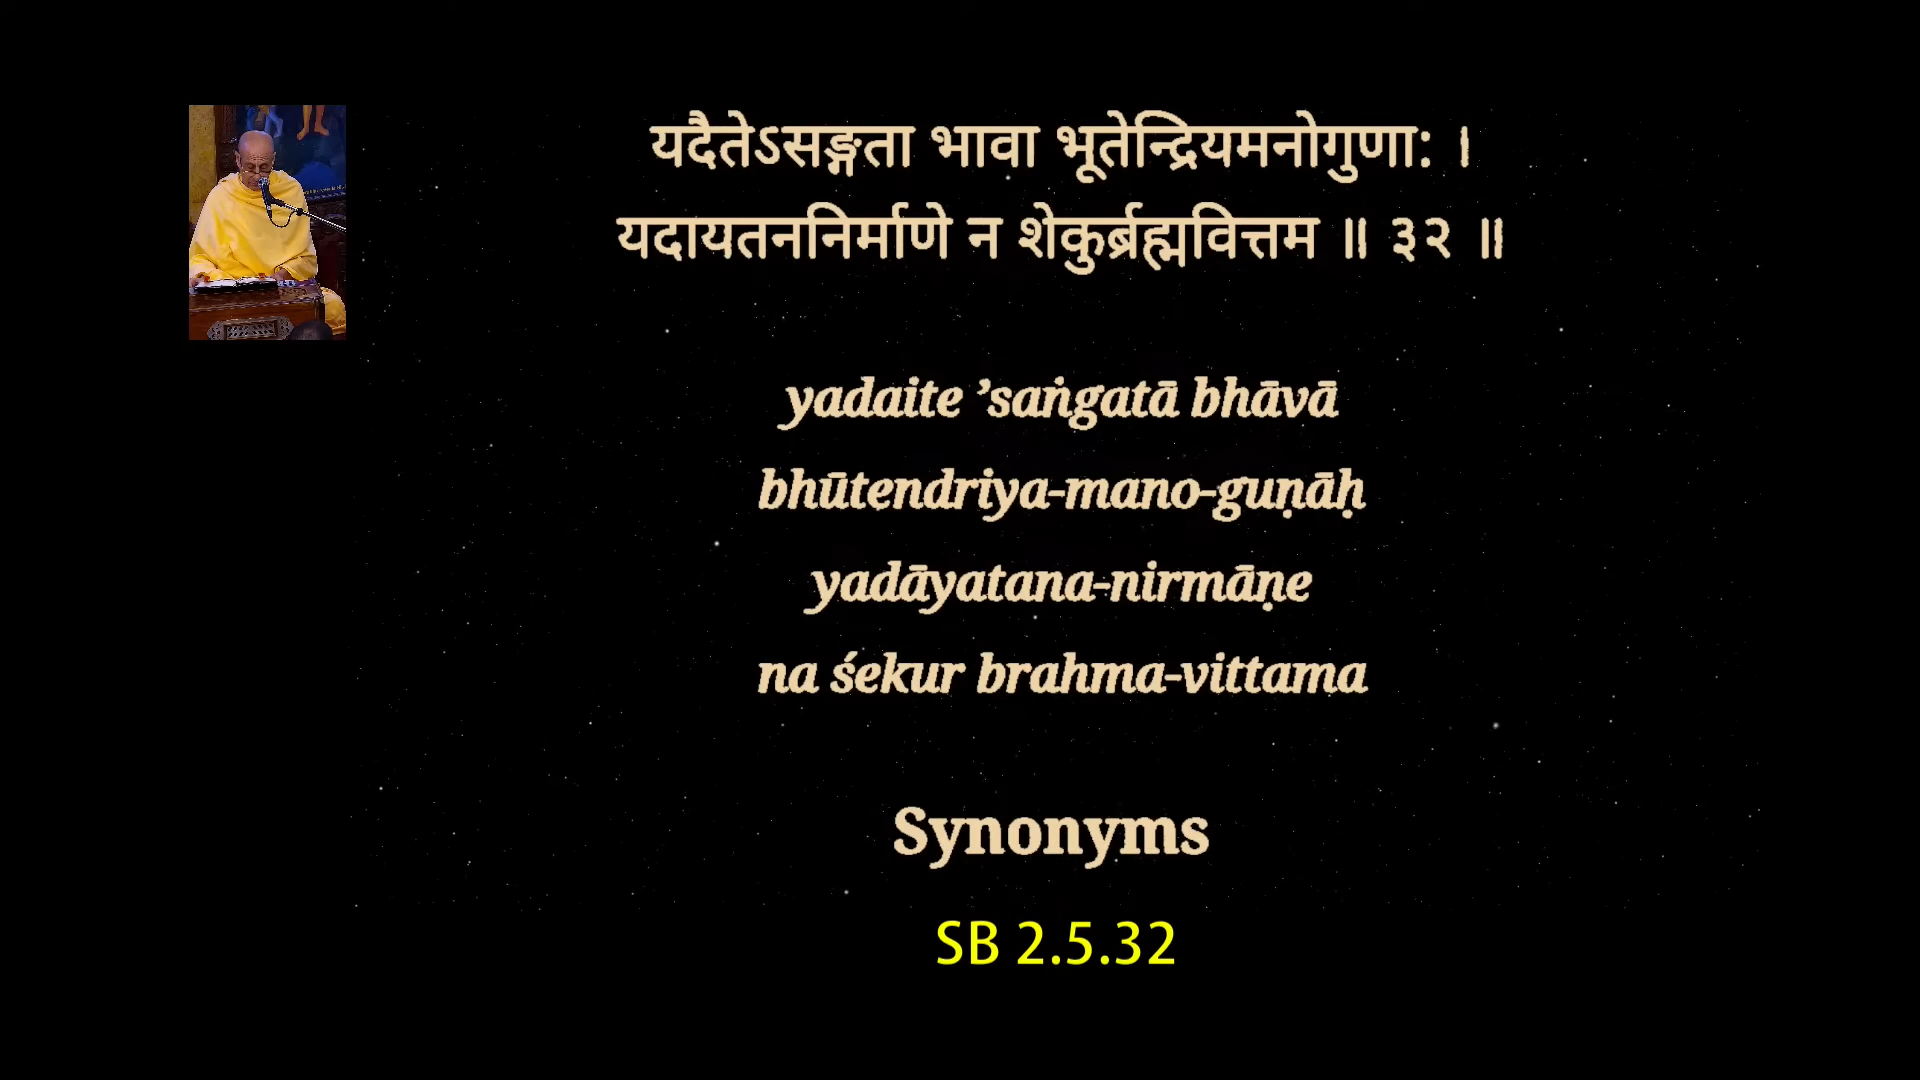 यदैतेऽसङ्गता भावा भूतेन्द्रियमनोगुणा: ।
यदायतननिर्माणे न शेकुर्ब्रह्मवित्तम ॥ ३२ ॥
yadaite ’saṅgatā bhāvā
bhūtendriya-mano-guṇāḥ
yadāyatana-nirmāṇe
na śekur brahma-vittama
Synonyms
SB 2.5.32